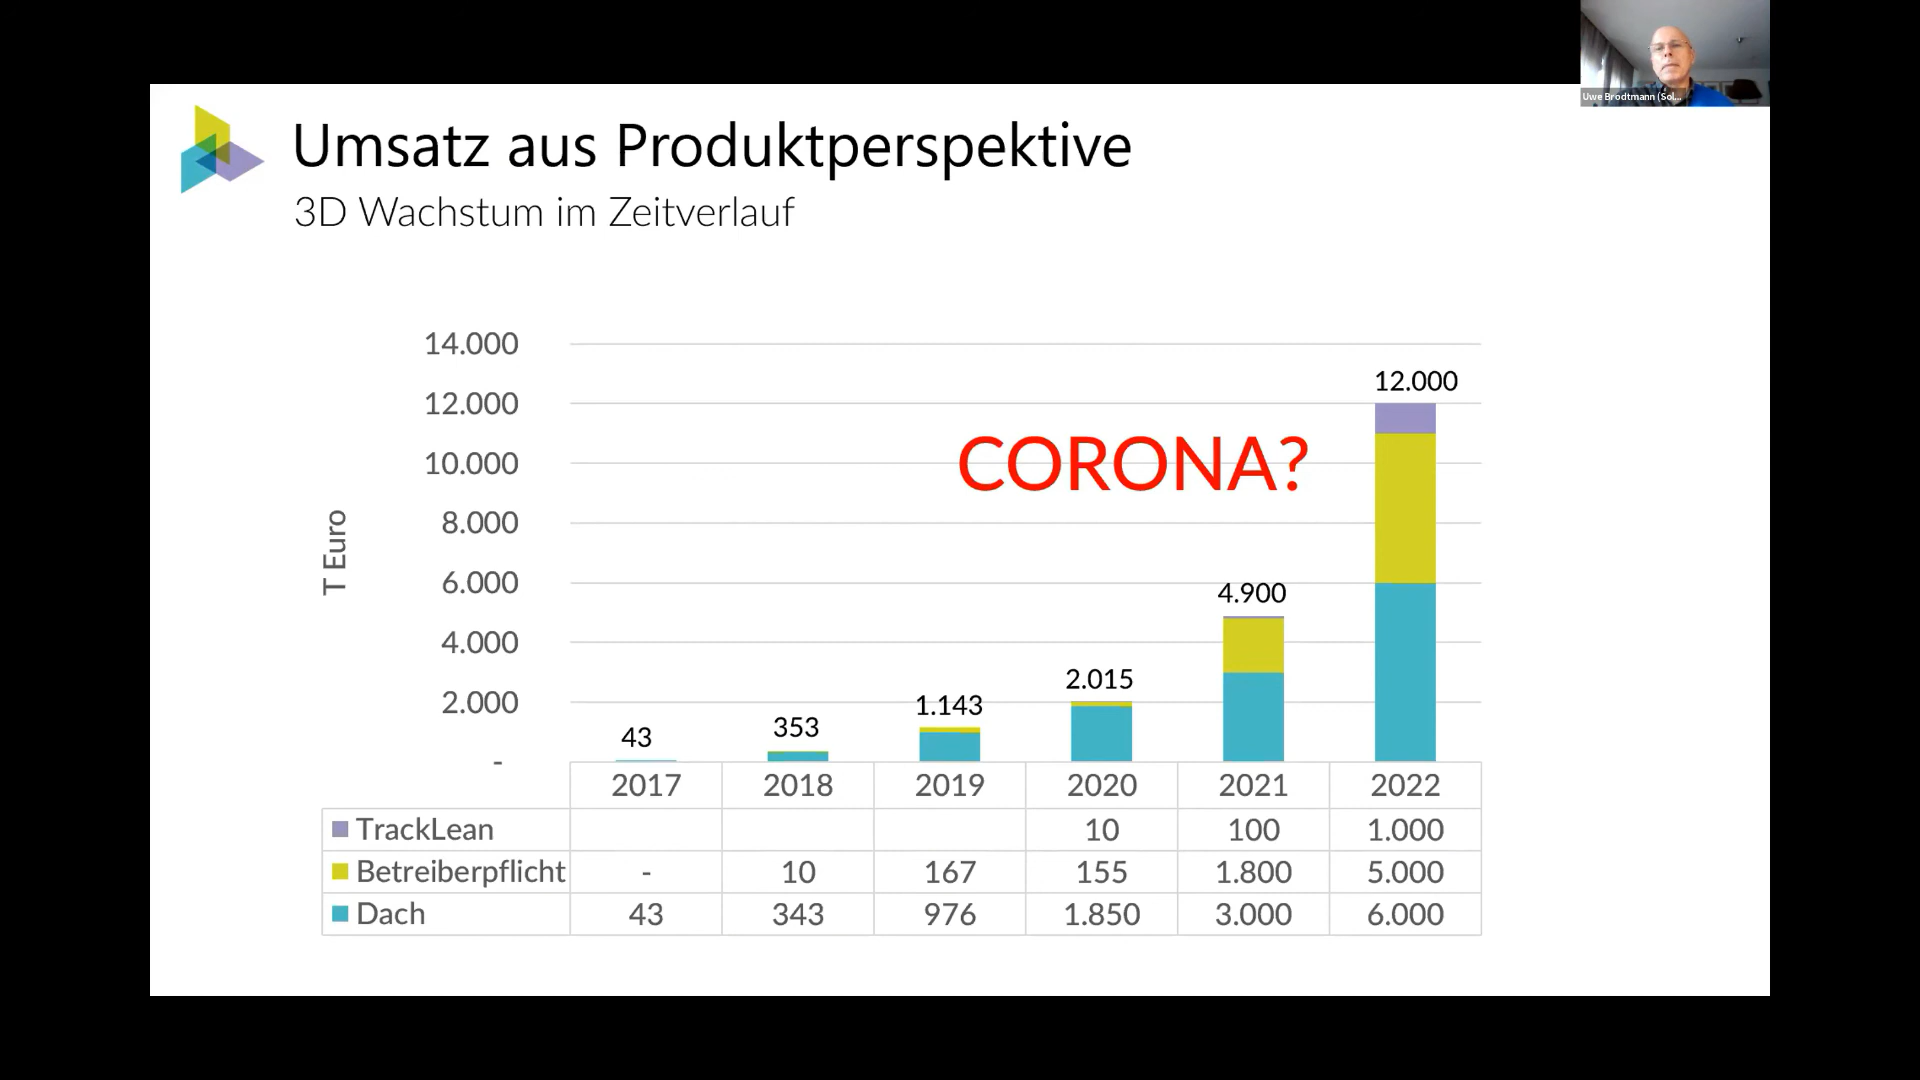 Uwe Brodtmann (Sol...
Umsatz aus Produktperspektive
3D Wachstum im Zeitverlauf
T Euro
14.000
12.000
10.000
8.000
6.000
4.000
2.000
-
CORONA?
43
353
1.143
2.015
4.900
12.000
2017 2018 2019 2020 2021 2022
TrackLean 10 100 1.000
Betreiberpflicht - 10 167 155 1.800 5.000
Dach 43 343 976 1.850 3.000 6.000